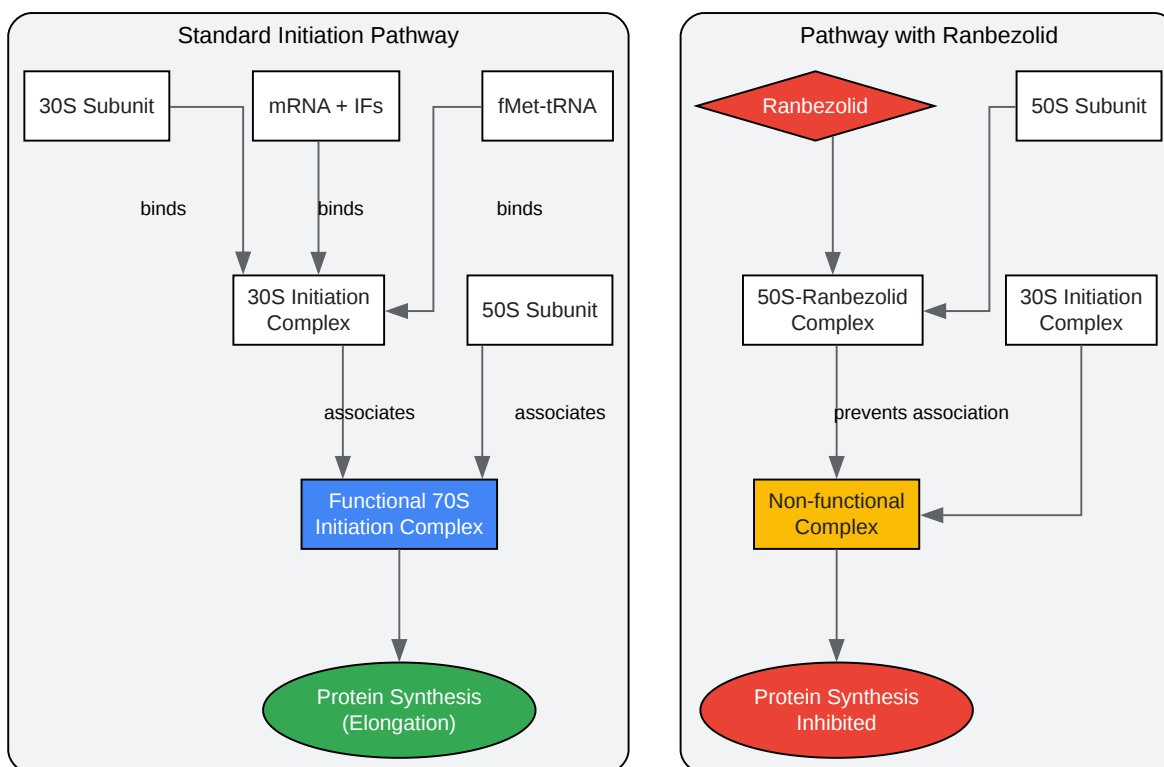 Standard Initiation Pathway
30S Subunit
mRNA + IFs
fMet-tRNA
binds
binds
binds
30S Initiation
Complex
50S Subunit
associates
associates
Functional 70S
Initiation Complex
Protein Synthesis
(Elongation)
Pathway with Ranbezolid
Ranbezolid
50S Subunit
50S-Ranbezolid
Complex
30S Initiation
Complex
prevents association
Non-functional
Complex
Protein Synthesis
Inhibited